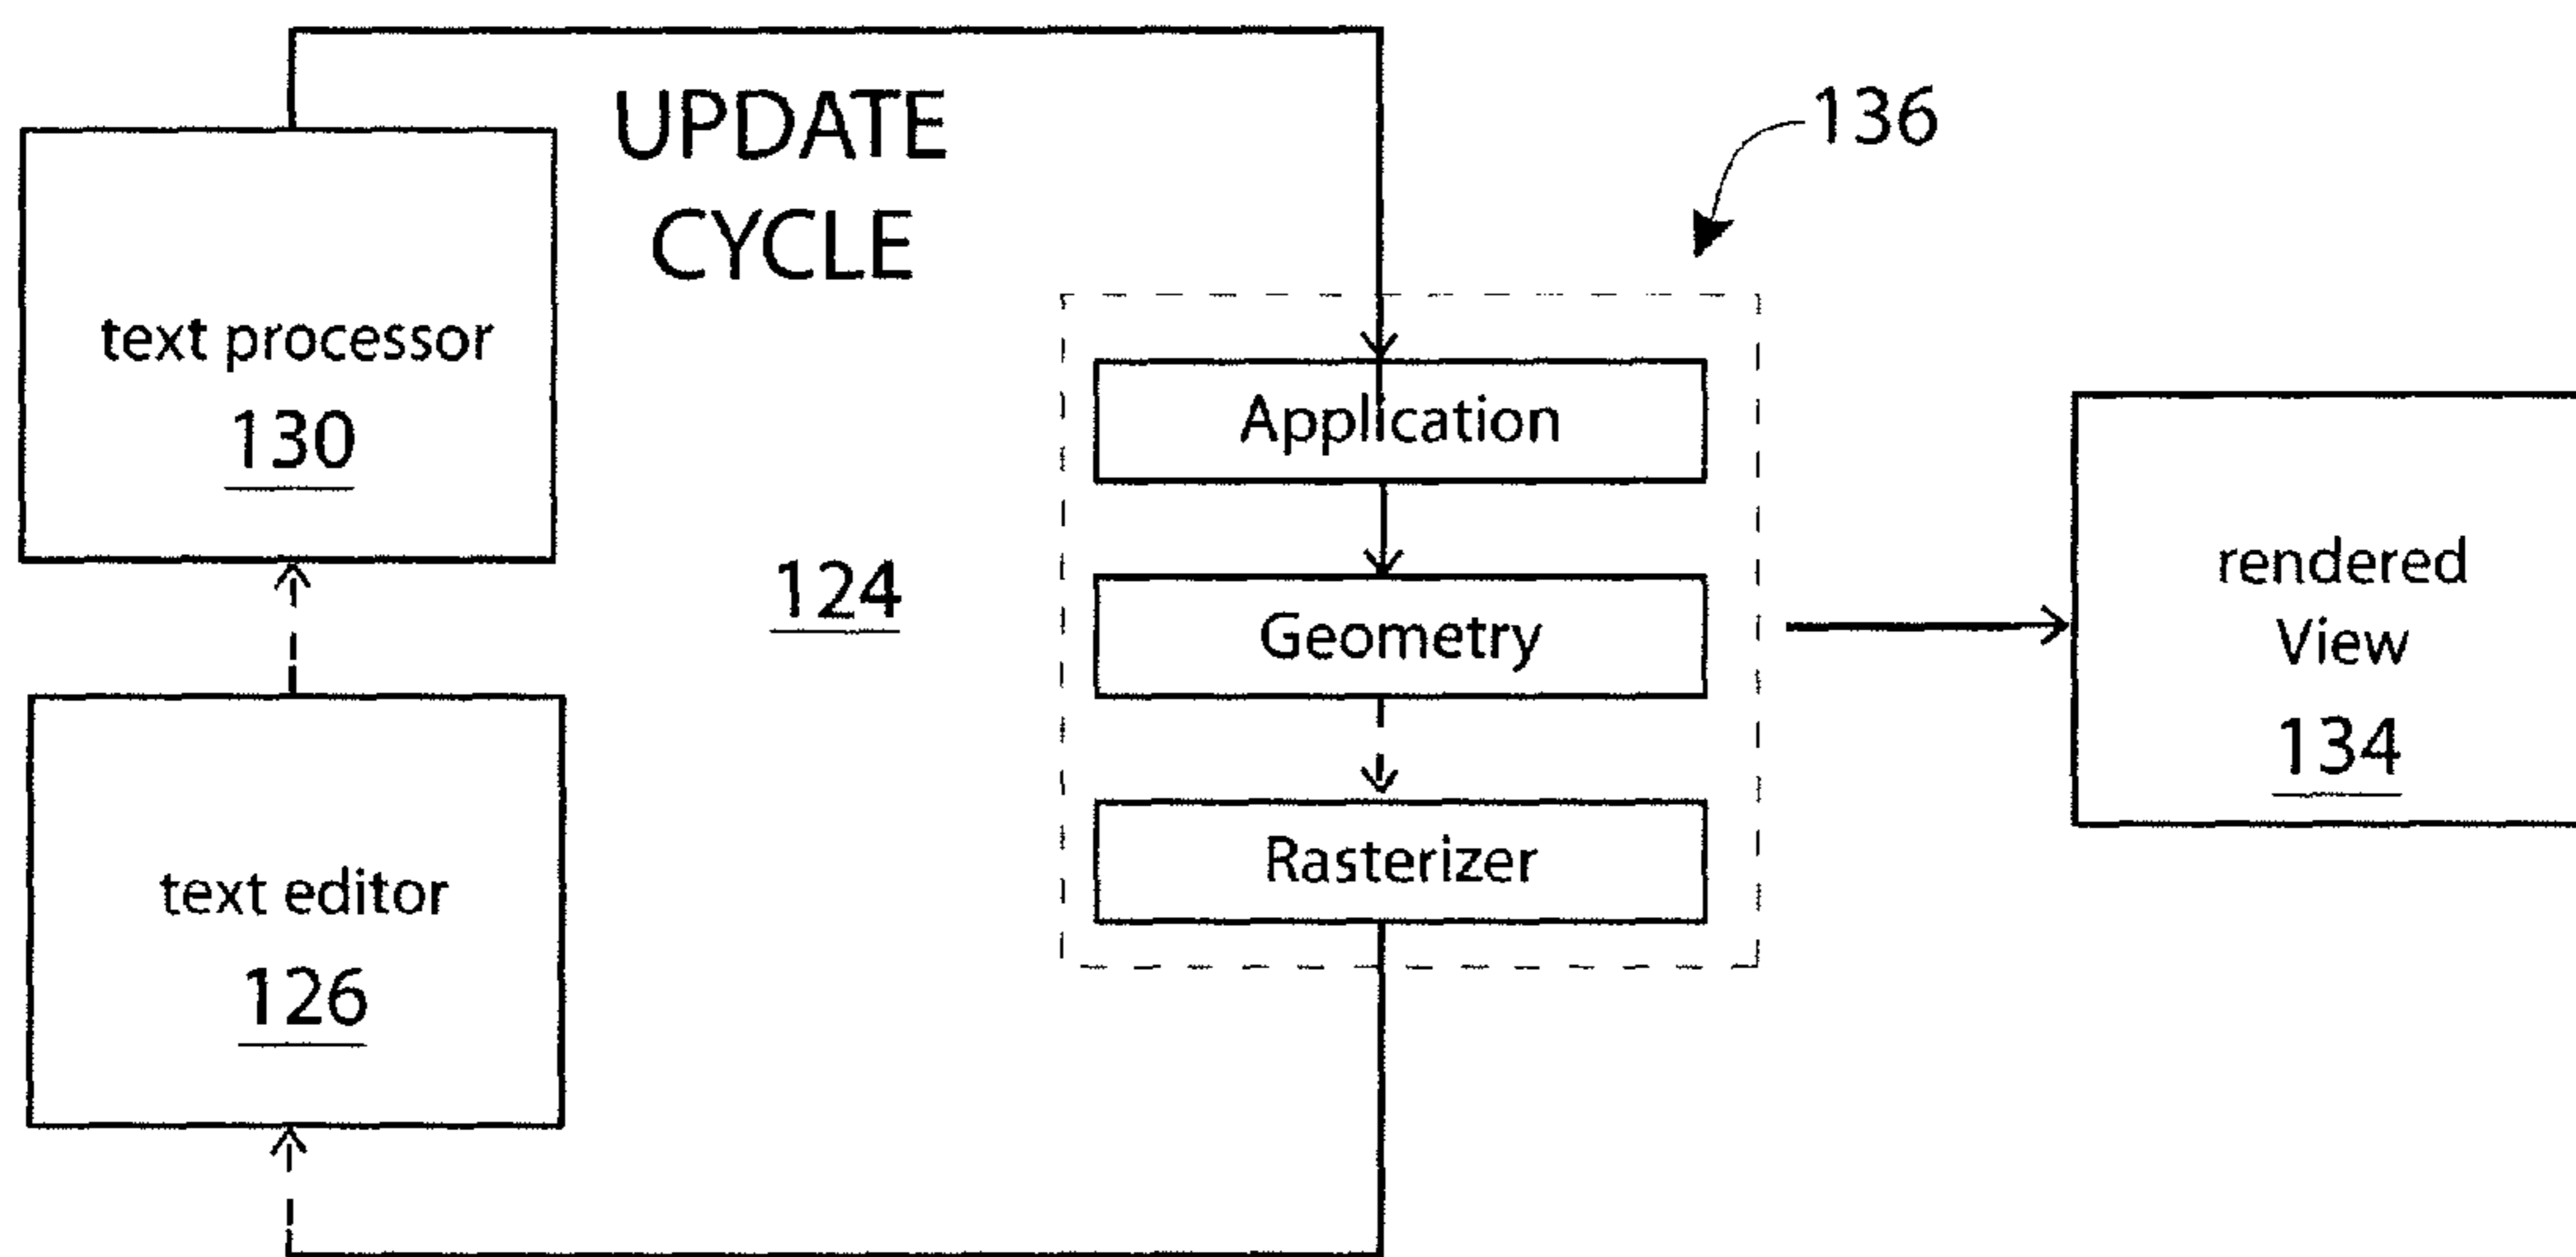 UPDATE
CYCLE
136
text processor
130
Application
124
Geometry
rendered
View
134
Rasterizer
text editor
126